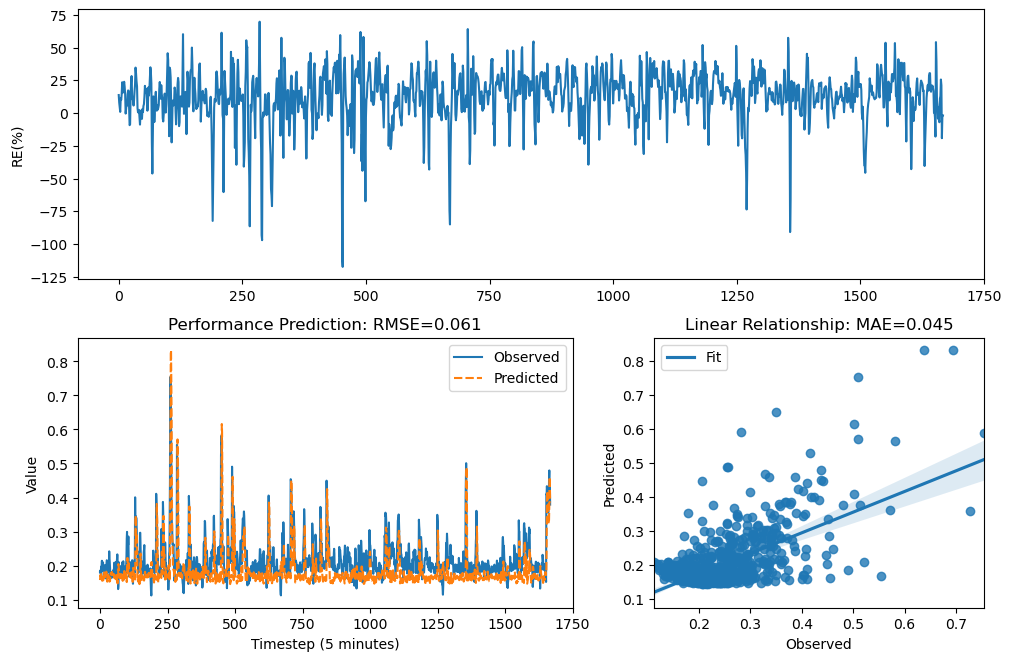 75
50
25
0
−25
−50
−75
−100
−125
RE(%)
0 250 500 750 1000 1250 1500 1750
Performance Prediction: RMSE=0.061
0.8
0.7
0.6
0.5
0.4
0.3
0.2
0.1
Value
Observed
Predicted
0 250 500 750 1000 1250 1500 1750
Timestep (5 minutes)
Linear Relationship: MAE=0.045
0.8
0.7
0.6
0.5
0.4
0.3
0.2
0.1
Predicted
Fit
0.2 0.3 0.4 0.5 0.6 0.7
Observed